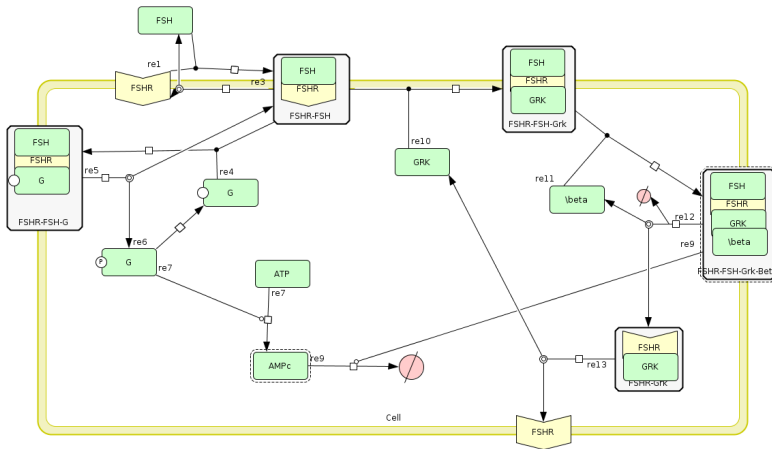 FSH
re1
FSHR
re3
FSH
FSHR
FSHR-FSH
FSH
FSHR
GRK
FSHR-FSH-Grk
FSH
FSHR
G
FSHR-FSH-G
re5
re4
G
re10
GRK
re11
\beta
re12
re9
FSH
FSHR
GRK
\beta
FSHR-FSH-Grk-Bet
re6
P
G
re7
ATP
re7
AMPc
re9
FSHR
GRK
FSHR-Grk
re13
Cell
FSHR